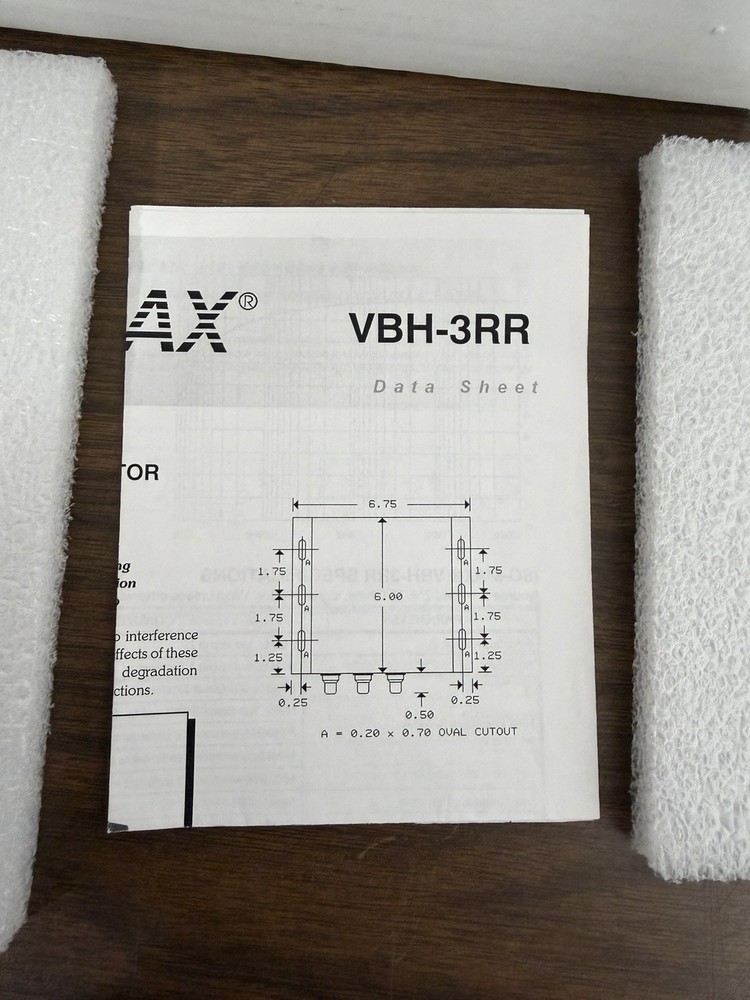 AX®
VBH-3RR
Data Sheet
TOR
6.75
ng
ion
A
A
1.75
1.75
6.00
A
A
1.75
1.75
interference
ffects of these
degradation
ctions.
A
A
1.25
1.25
0.25
0.25
0.50
A = 0.20 x 0.70 OVAL CUTOUT